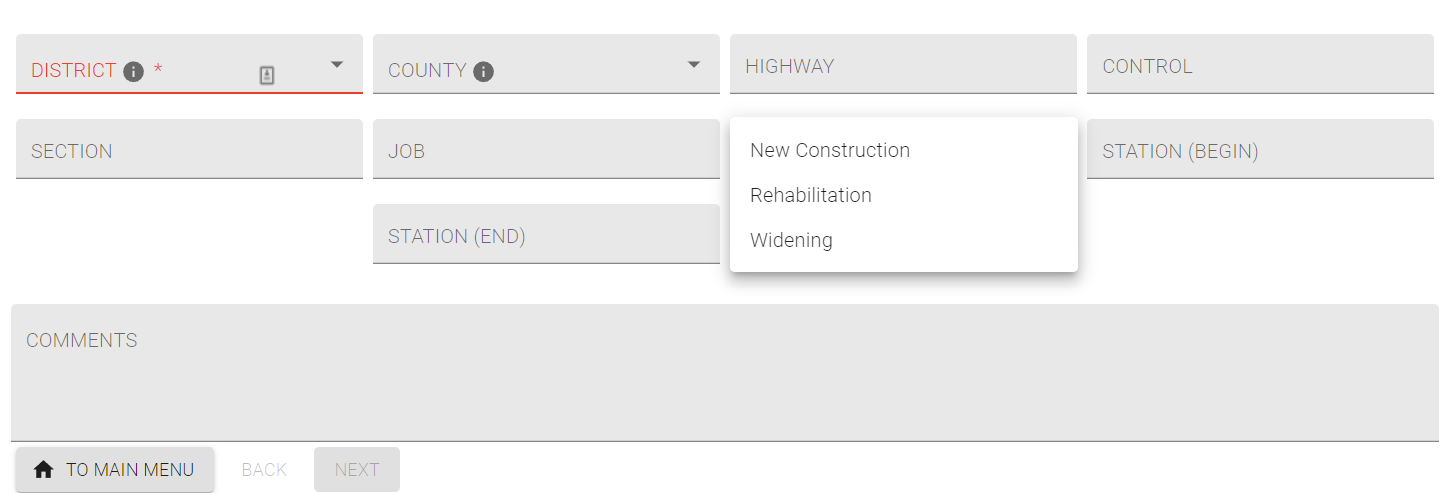 DISTRICT *
COUNTY
HIGHWAY
CONTROL
SECTION
JOB
New Construction
Rehabilitation
Widening
STATION (BEGIN)
STATION (END)
COMMENTS
TO MAIN MENU
BACK
NEXT